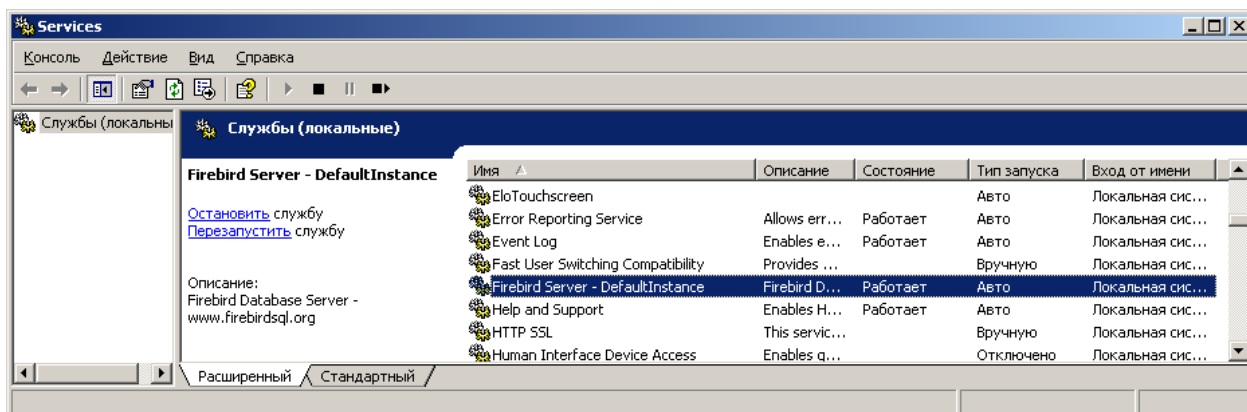 Services
Консоль Действие Вид Справка
Службы (локальны
Службы (локальные)
Firebird Server - DefaultInstance
Остановить службу
Перезапустить службу
Описание:
Firebird Database Server -
www.firebirdsql.org
Имя Описание Состояние Тип запуска Вход от имени
EloTouchscreen Авто Локальная сис...
Error Reporting Service Allows err... Работает Авто Локальная сис...
Event Log Enables e... Работает Авто Локальная сис...
Fast User Switching Compatibility Provides ... Вручную Локальная сис...
Firebird Server - DefaultInstance Firebird D... Работает Авто Локальная сис...
Help and Support Enables H... Работает Авто Локальная сис...
HTTP SSL This servic... Вручную Локальная сис...
Human Interface Device Access Enables g... Отключено Локальная сис...
Расширенный Стандартный